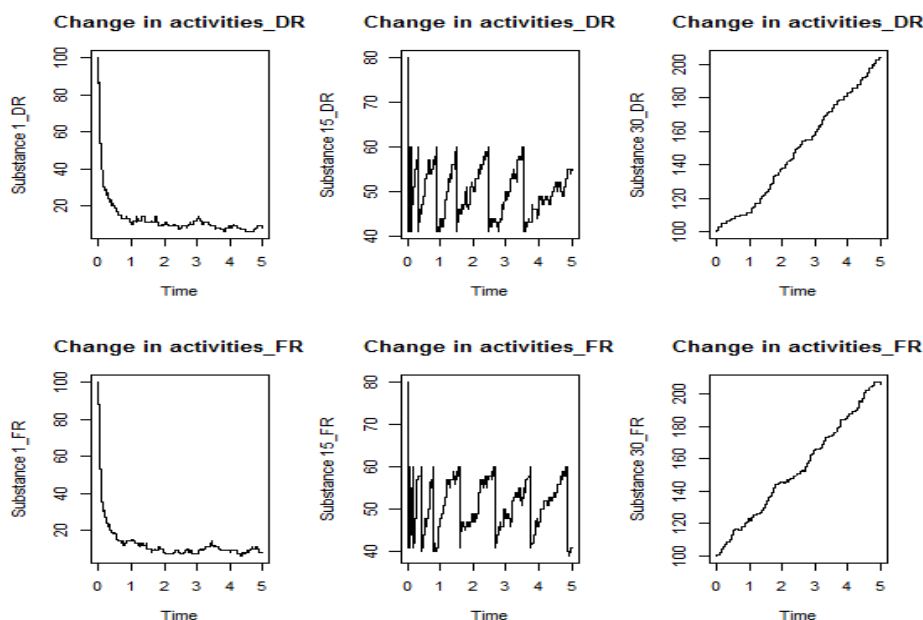 Change in activities_DR
Change in activities_DR
Change in activities_DR
Substance 1_DR
100
80
60
40
20
0 1 2 3 4 5
Time
Substance 15_DR
80
70
60
50
40
0 1 2 3 4 5
Time
Substance 30_DR
200
180
160
140
120
100
0 1 2 3 4 5
Time
Change in activities_FR
Change in activities_FR
Change in activities_FR
Substance 1_FR
100
80
60
40
20
0 1 2 3 4 5
Time
Substance 15_FR
80
70
60
50
40
0 1 2 3 4 5
Time
Substance 30_FR
200
180
160
140
120
100
0 1 2 3 4 5
Time